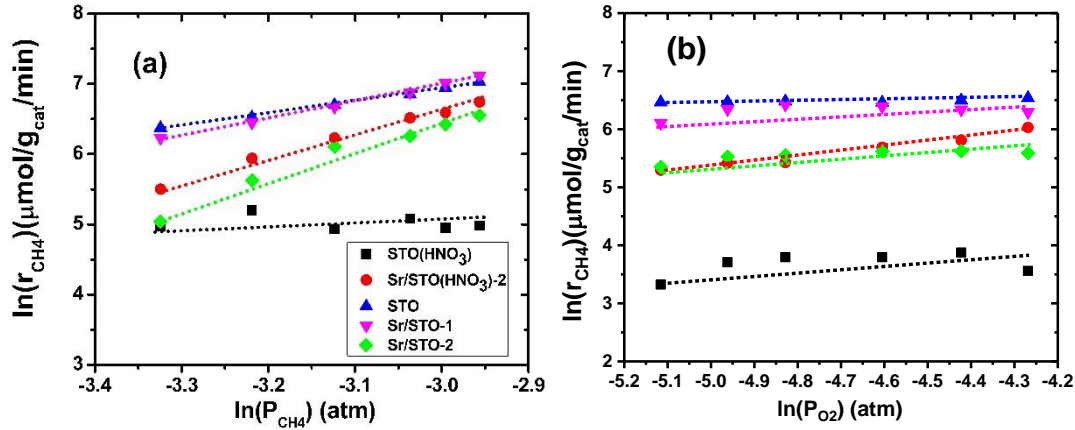 (a)
ln(r_CH4)(μmol/g_cat/min)
8
7
6
5
4
3
-3.4 -3.3 -3.2 -3.1 -3.0 -2.9
ln(P_CH4) (atm)
STO(HNO3)
Sr/STO(HNO3)-2
STO
Sr/STO-1
Sr/STO-2
(b)
ln(r_CH4)(μmol/g_cat/min)
8
7
6
5
4
3
2
-5.1 -5.0 -4.9 -4.8 -4.7 -4.6 -4.5 -4.4 -4.3 -4.2
ln(P_O2) (atm)